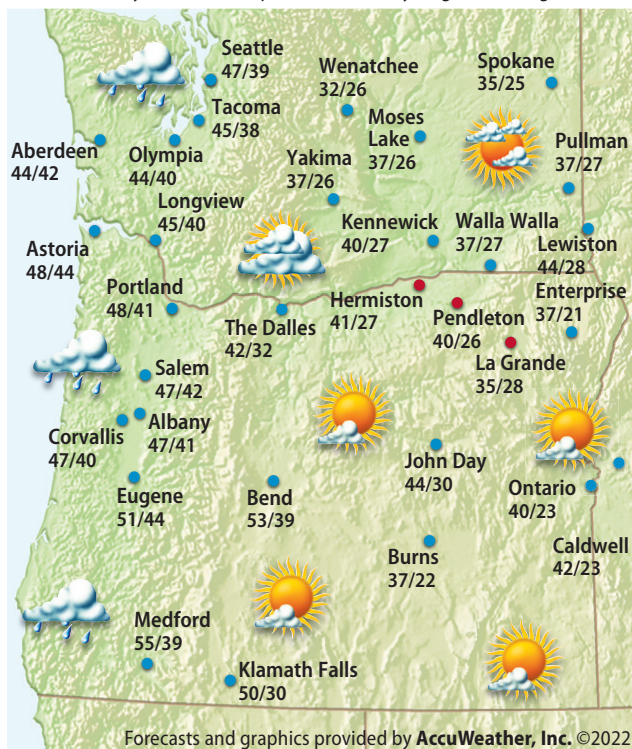 Seattle
47/39
Wenatchee
32/26
Spokane
35/25
Tacoma
45/38
Moses
Lake
37/26
Aberdeen
44/42
Olympia
44/40
Yakima
37/26
Pullman
37/27
Longview
45/40
Kennewick
40/27
Walla Walla
37/27
Lewiston
44/28
Astoria
48/44
Portland
48/41
The Dalles
42/32
Hermiston
41/27
Pendleton
40/26
Enterprise
37/21
La Grande
35/28
Salem
47/42
Albany
47/41
Corvallis
47/40
John Day
44/30
Ontario
40/23
Eugene
51/44
Bend
53/39
Caldwell
42/23
Burns
37/22
Medford
55/39
Klamath Falls
50/30
Forecasts and graphics provided by AccuWeather, Inc. ©2022